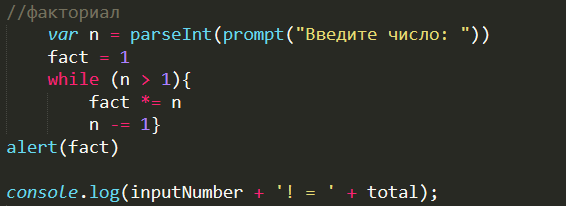 //факториал
var n = parseInt(prompt("Введите число: "))
fact = 1
while (n > 1){
fact *= n
n -= 1}
alert(fact)
console.log(inputNumber + '! = ' + total);